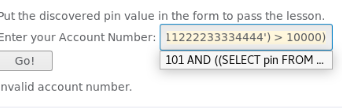 Put the discovered pin value in the form to pass the lesson.
Enter your Account Number: 11222233334444') > 10000)
101 AND ((SELECT pin FROM ...
Go!
nvalid account number.